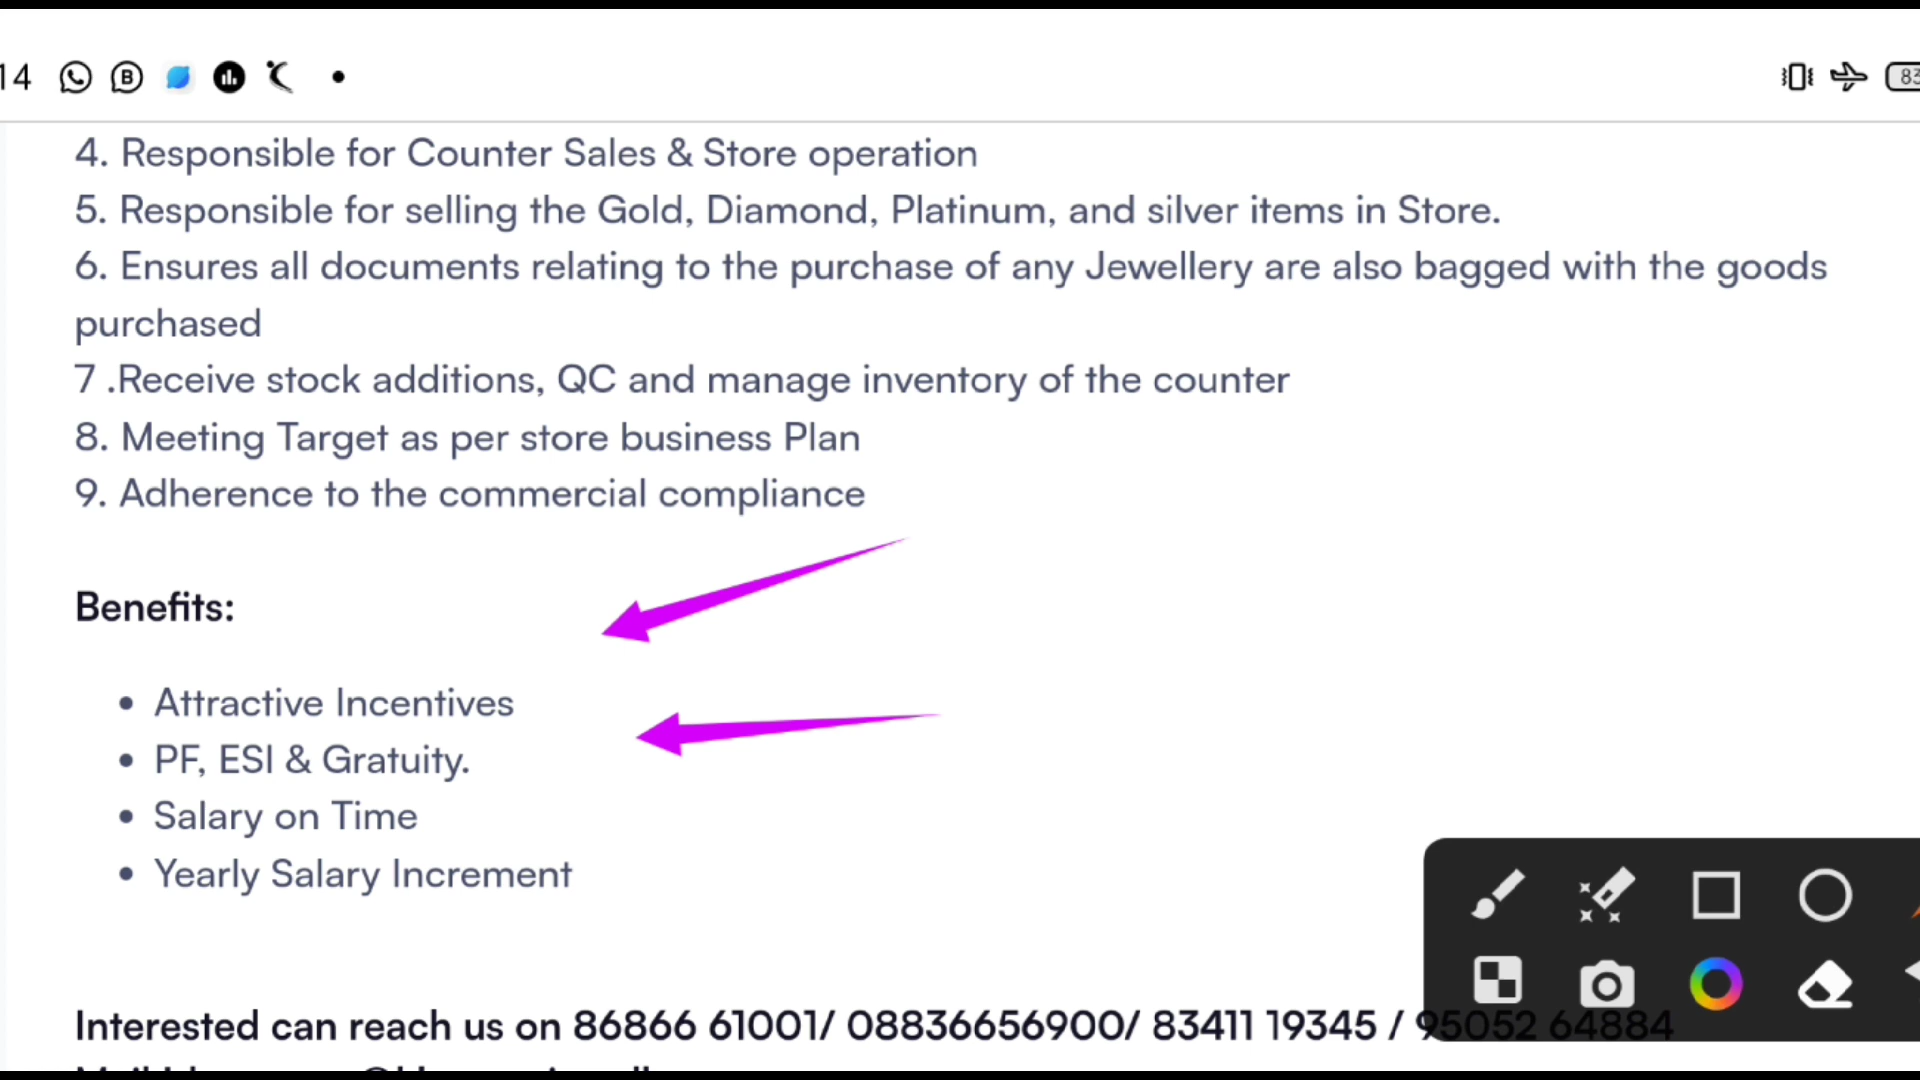 14
83
4. Responsible for Counter Sales & Store operation
5. Responsible for selling the Gold, Diamond, Platinum, and silver items in Store.
6. Ensures all documents relating to the purchase of any Jewellery are also bagged with the goods
purchased
7 .Receive stock additions, QC and manage inventory of the counter
8. Meeting Target as per store business Plan
9. Adherence to the commercial compliance
Benefits:
• Attractive Incentives
• PF, ESI & Gratuity.
• Salary on Time
• Yearly Salary Increment
Interested can reach us on 86866 61001/ 08836656900/ 83411 19345 / 95052 64884